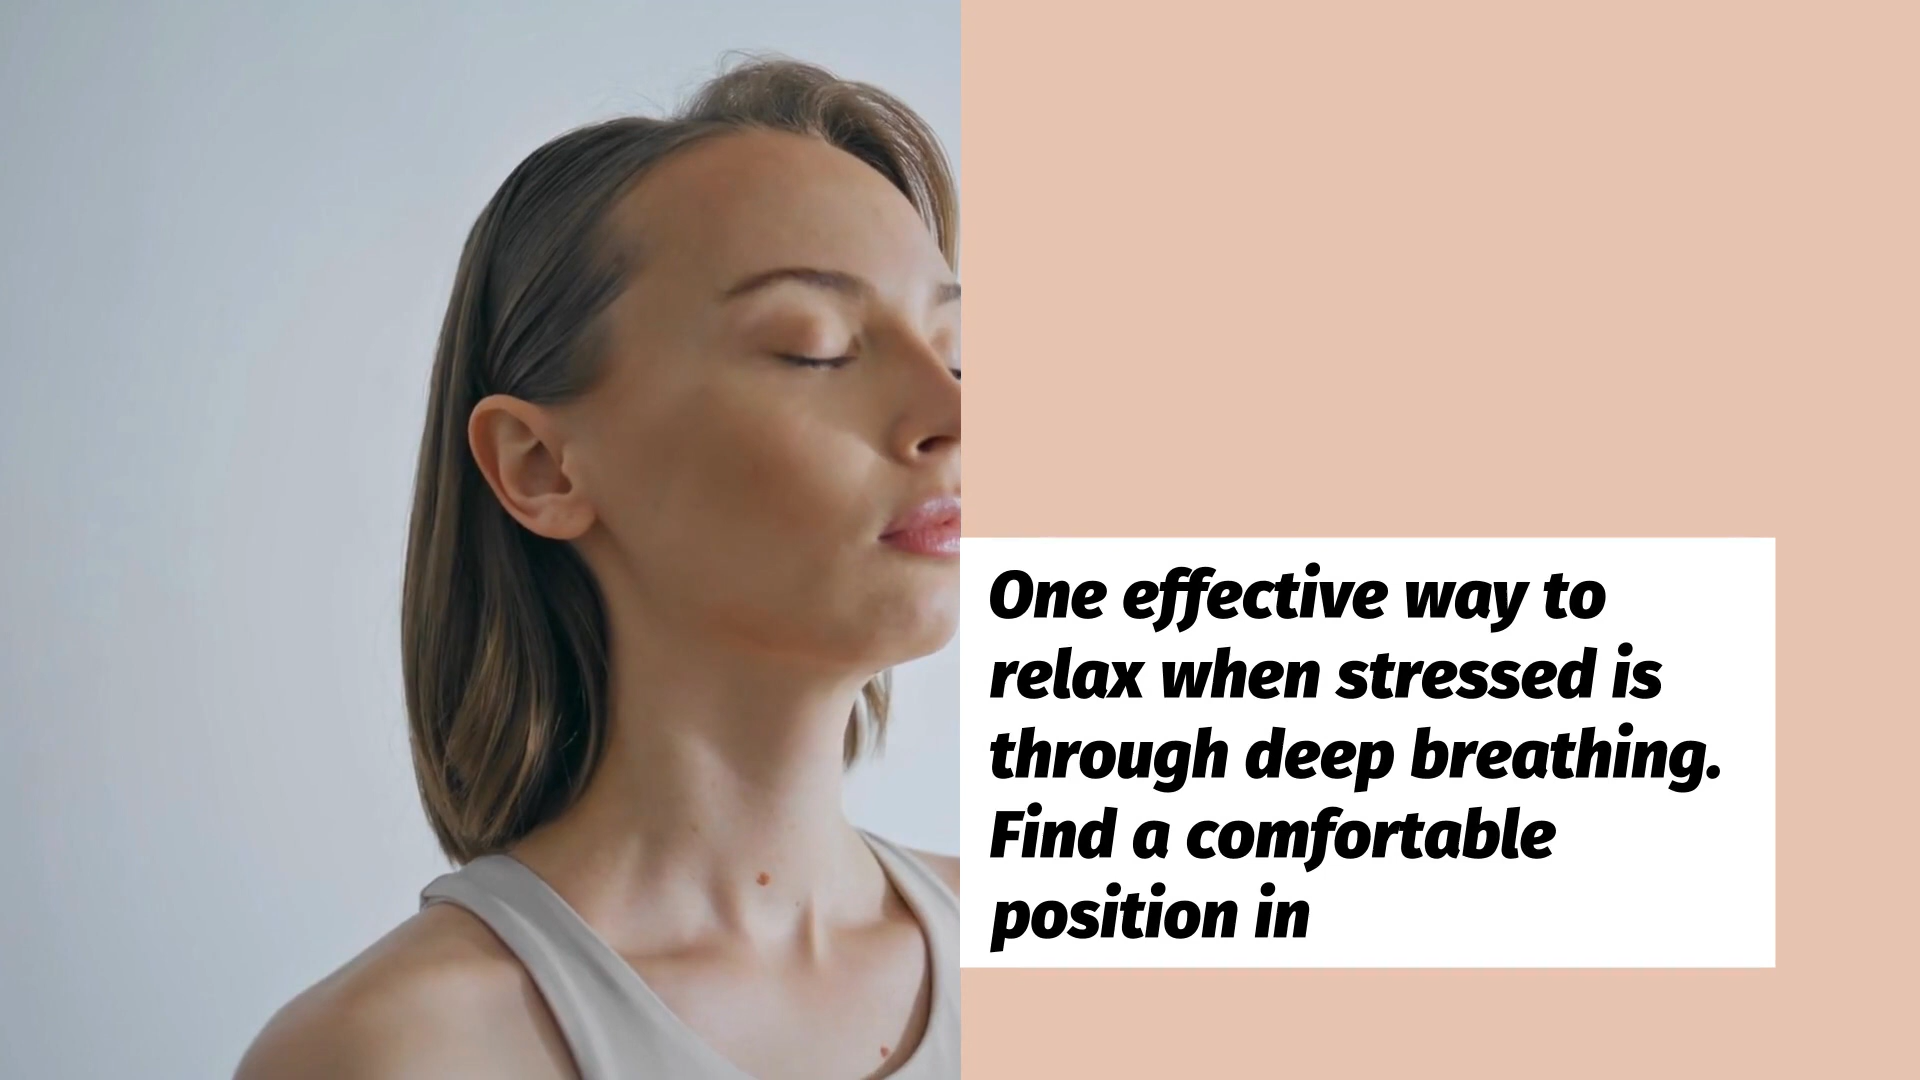 One effective way to
relax when stressed is
through deep breathing.
Find a comfortable
position in